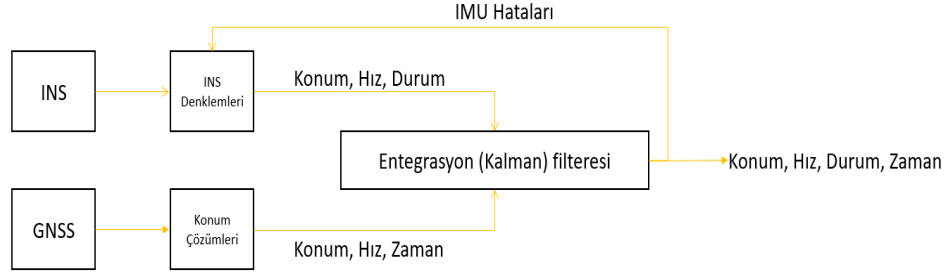 IMU Hataları
INS
INS
Denklemleri
Konum, Hız, Durum
Entegrasyon (Kalman) filteresi
Konum, Hız, Durum, Zaman
GNSS
Konum
Çözümleri
Konum, Hız, Zaman